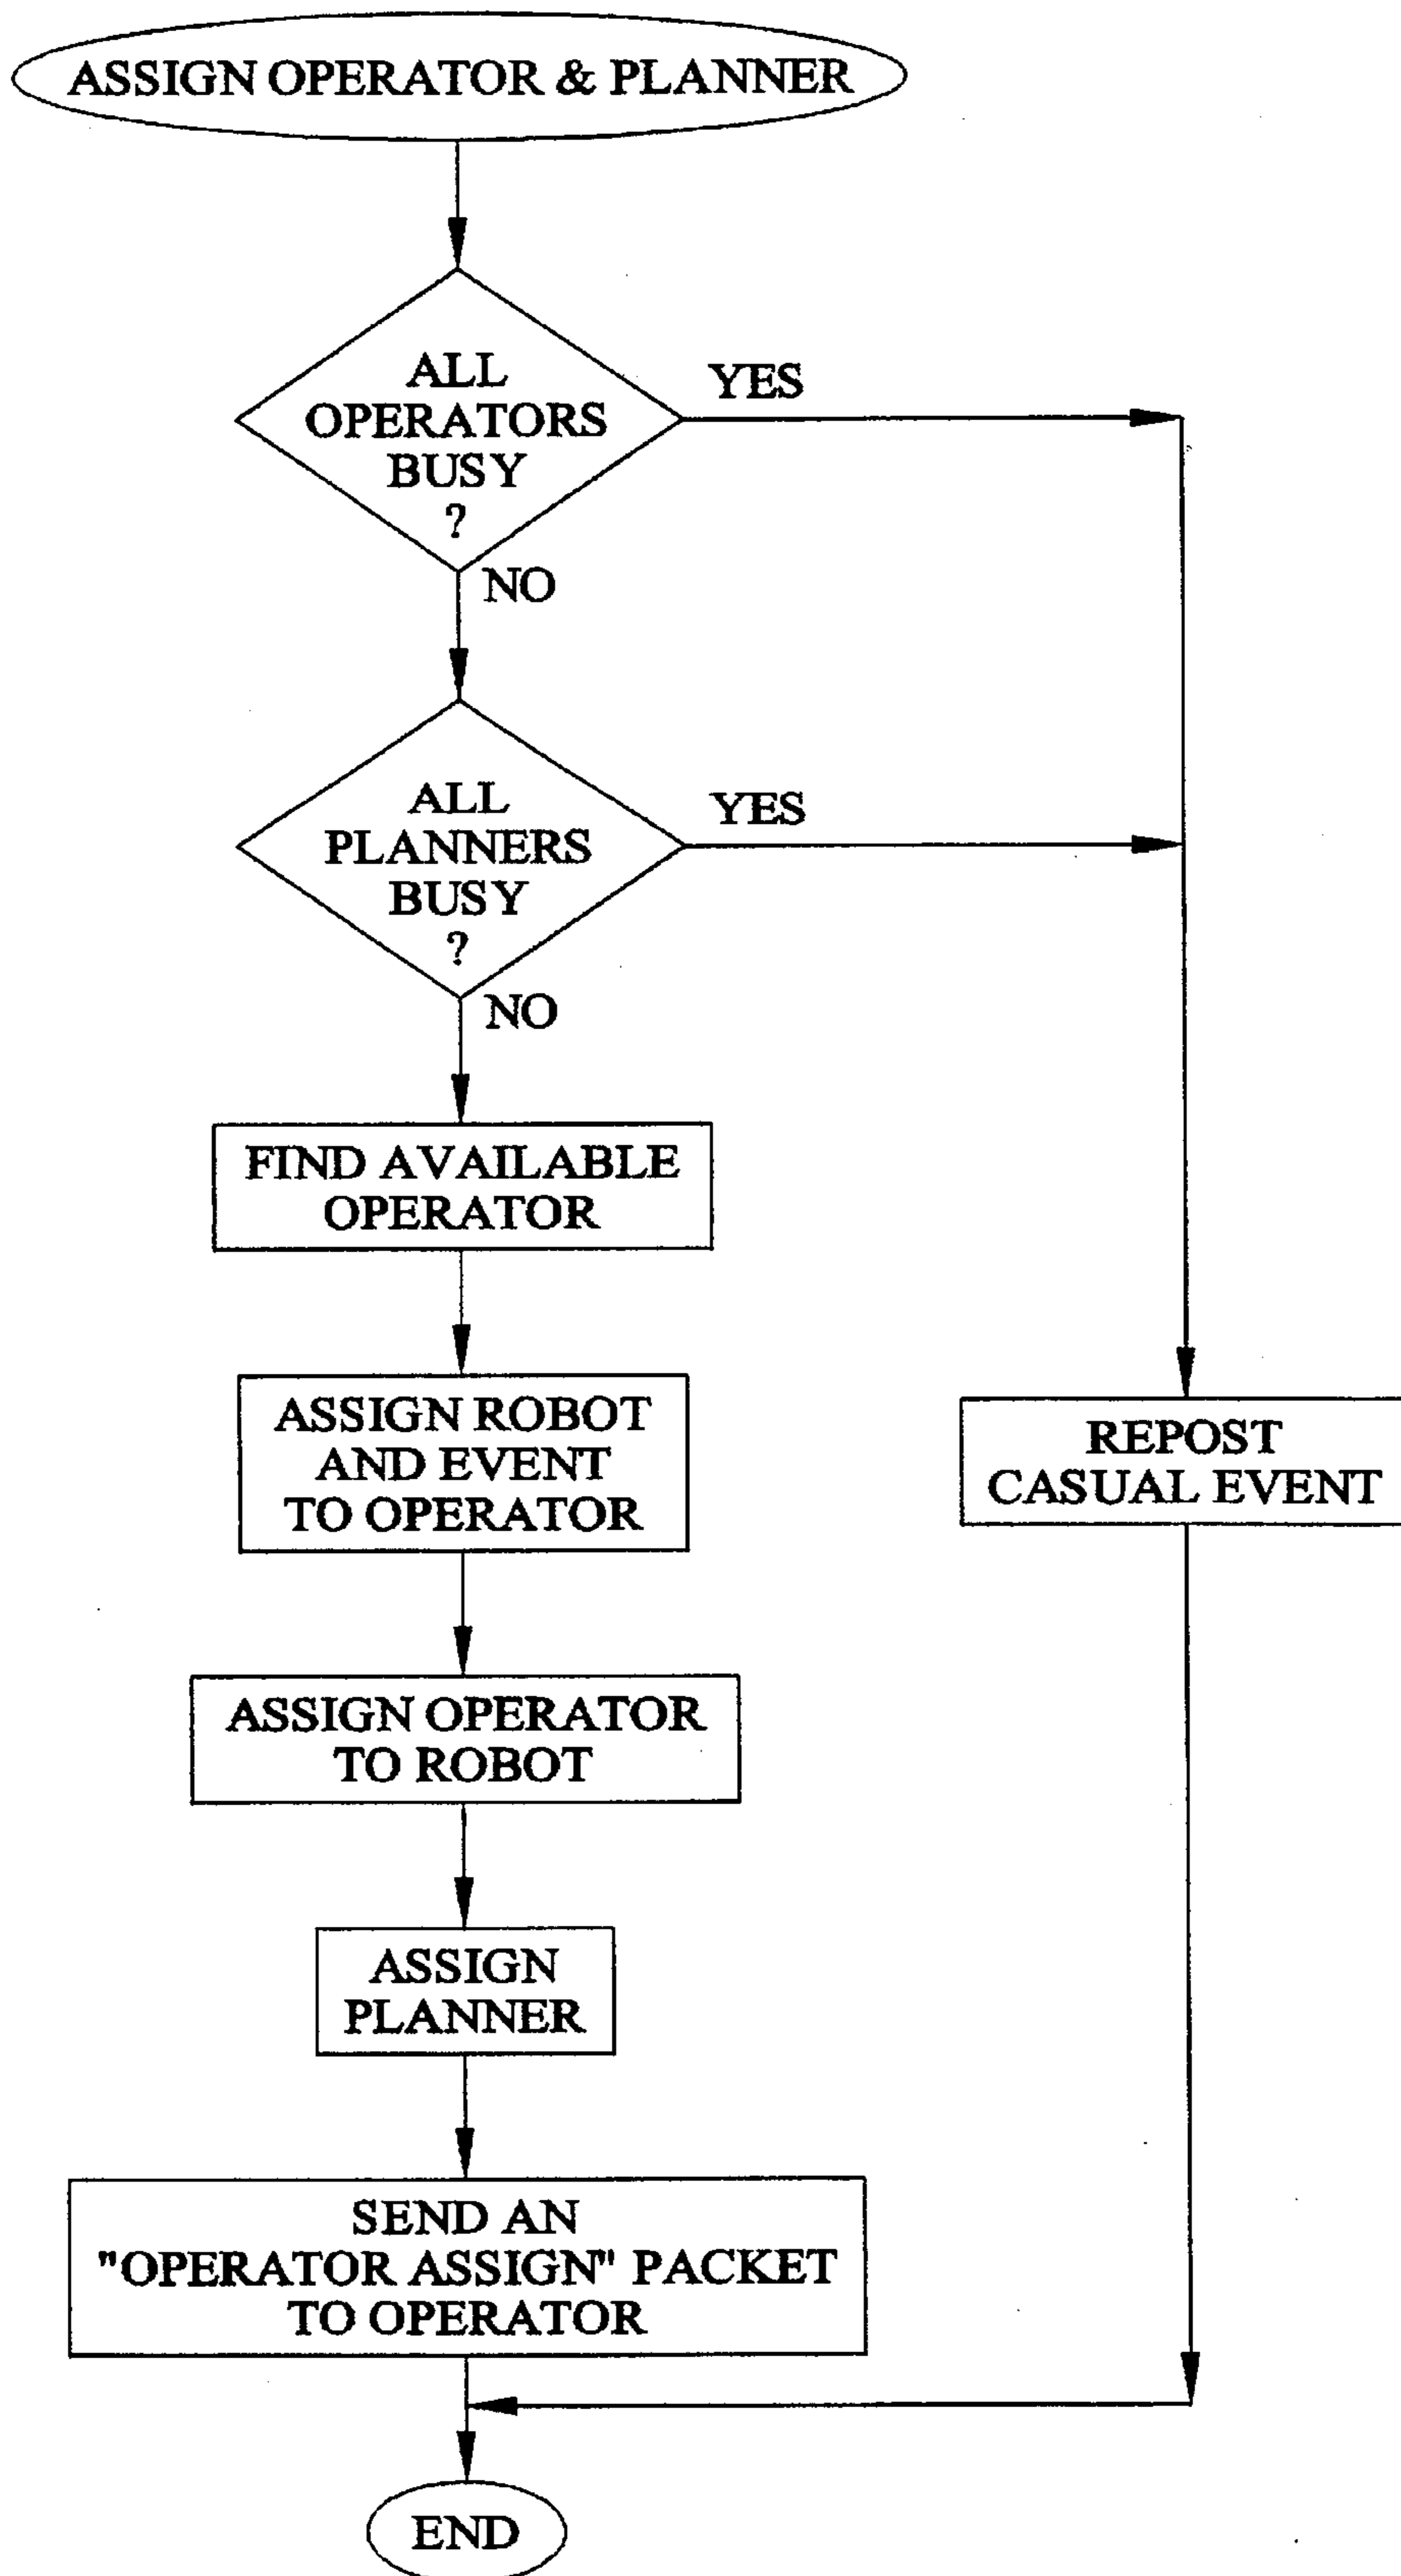 ASSIGN OPERATOR & PLANNER
ALL
OPERATORS
BUSY
?
YES
NO
ALL
PLANNERS
BUSY
?
YES
NO
FIND AVAILABLE
OPERATOR
ASSIGN ROBOT
AND EVENT
TO OPERATOR
REPOST
CASUAL EVENT
ASSIGN OPERATOR
TO ROBOT
ASSIGN
PLANNER
SEND AN
"OPERATOR ASSIGN" PACKET
TO OPERATOR
END